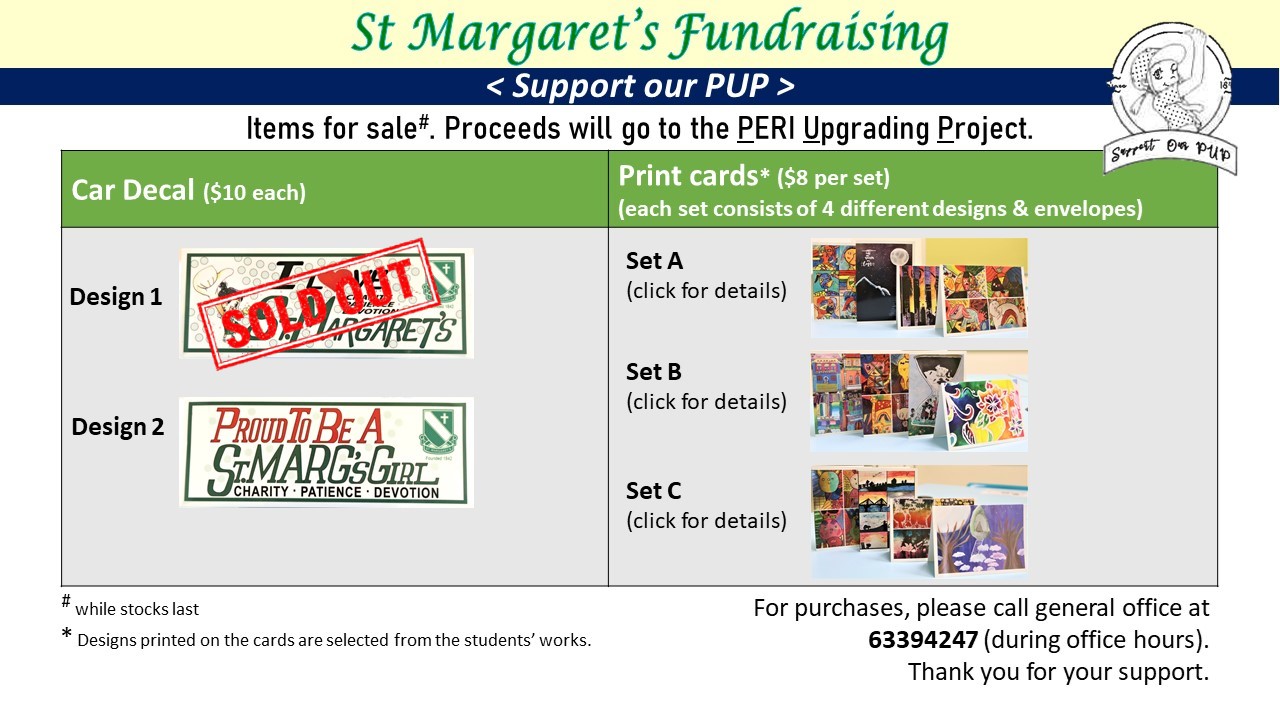 St Margaret's Fundraising
< Support our PUP >
Support Our PUP
Items for sale#. Proceeds will go to the PERI Upgrading Project.
Car Decal ($10 each)
Print cards* ($8 per set)
(each set consists of 4 different designs & envelopes)
Design 1
I Love
ST.MARGARET'S
SOLD OUT
Design 2
PROUD TO BE A
ST.MARG'S GIRL
CHARITY · PATIENCE · DEVOTION
Set A
(click for details)
Set B
(click for details)
Set C
(click for details)
# while stocks last
* Designs printed on the cards are selected from the students' works.
For purchases, please call general office at
63394247 (during office hours).
Thank you for your support.